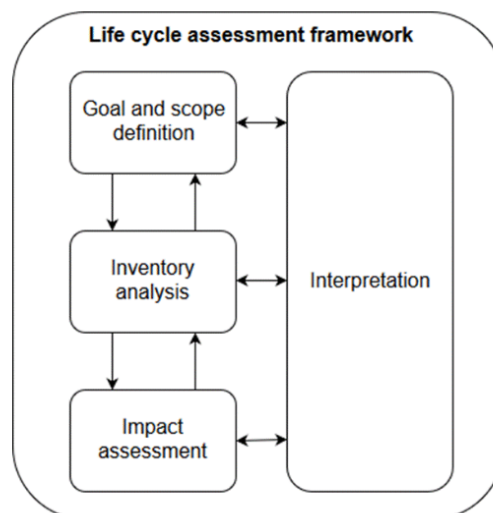 Life cycle assessment framework
Goal and scope
definition
Inventory
analysis
Interpretation
Impact
assessment